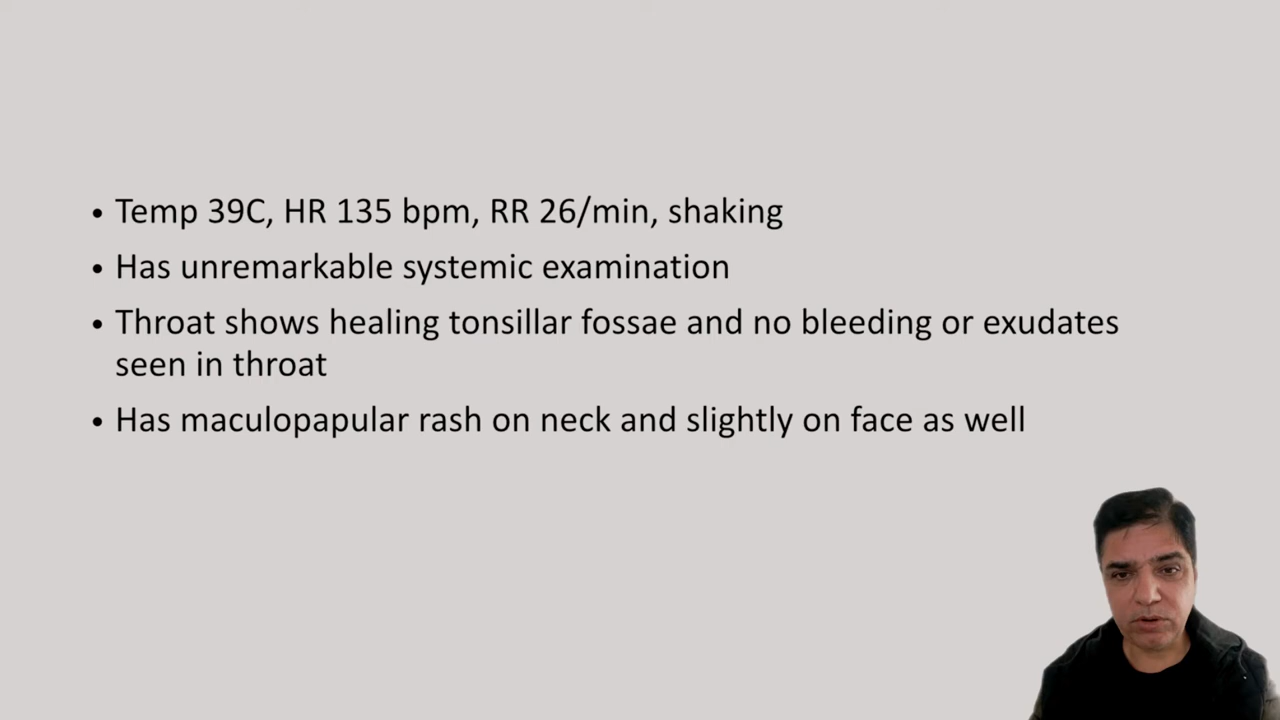 • Temp 39C, HR 135 bpm, RR 26/min, shaking
• Has unremarkable systemic examination
• Throat shows healing tonsillar fossae and no bleeding or exudates
seen in throat
• Has maculopapular rash on neck and slightly on face as well